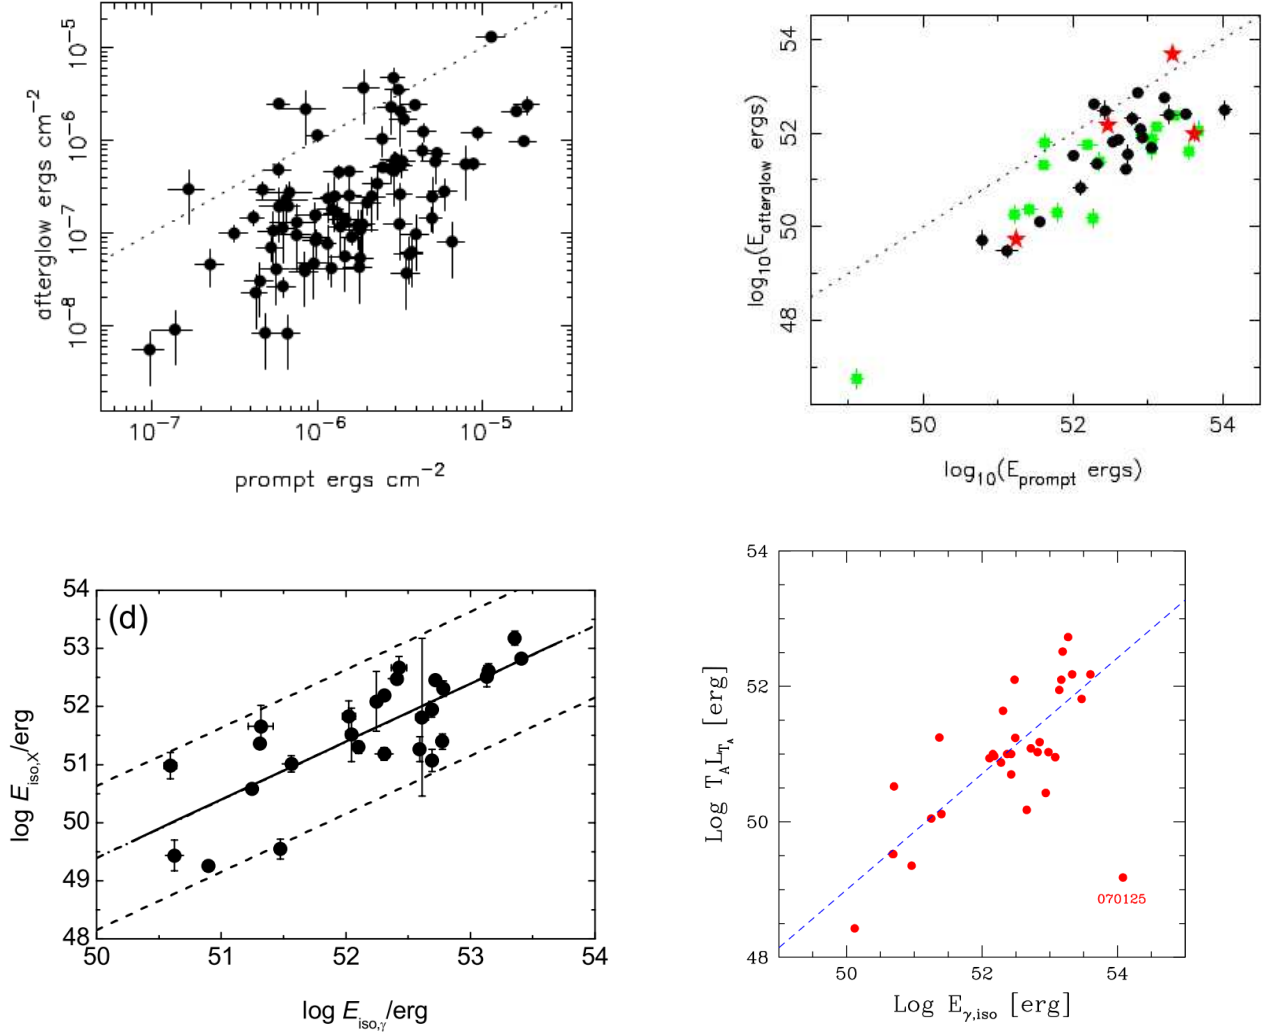 afterglow ergs cm⁻²
10⁻⁵
10⁻⁶
10⁻⁷
10⁻⁸
10⁻⁷ 10⁻⁶ 10⁻⁵
prompt ergs cm⁻²
log₁₀(E_afterglow ergs)
54
52
50
48
50 52 54
log₁₀(E_prompt ergs)
(d)
log E_iso,X/erg
54
53
52
51
50
49
48
50 51 52 53 54
log E_iso,γ/erg
Log T_A L_T_A [erg]
54
52
50
48
070125
50 52 54
Log E_γ,iso [erg]